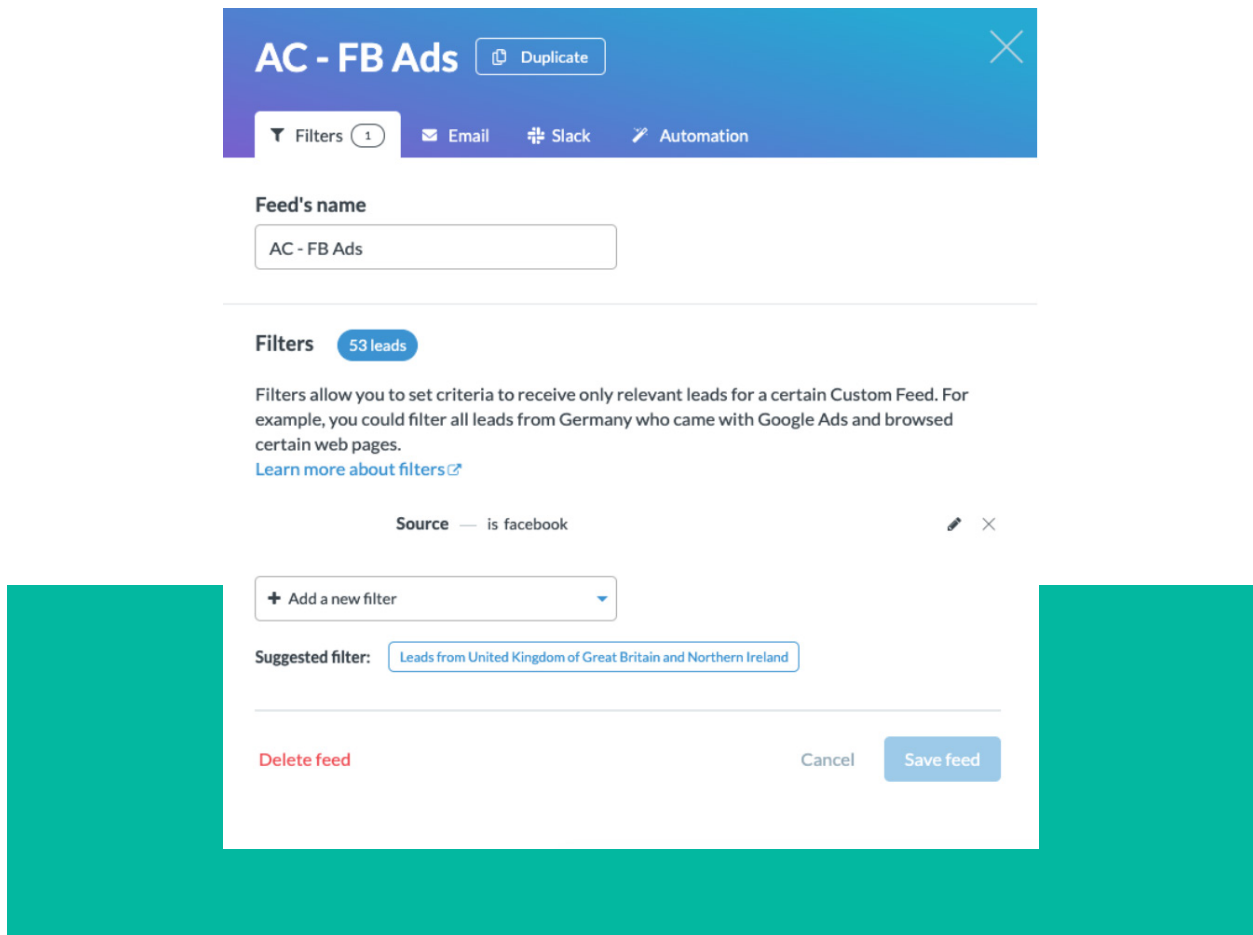 AC - FB Ads Duplicate
Filters 1 Email Slack Automation
Feed's name
AC - FB Ads
Filters 53 leads
Filters allow you to set criteria to receive only relevant leads for a certain Custom Feed. For
example, you could filter all leads from Germany who came with Google Ads and browsed
certain web pages.
Learn more about filters
Source — is facebook
+ Add a new filter
Suggested filter: Leads from United Kingdom of Great Britain and Northern Ireland
Delete feed Cancel Save feed